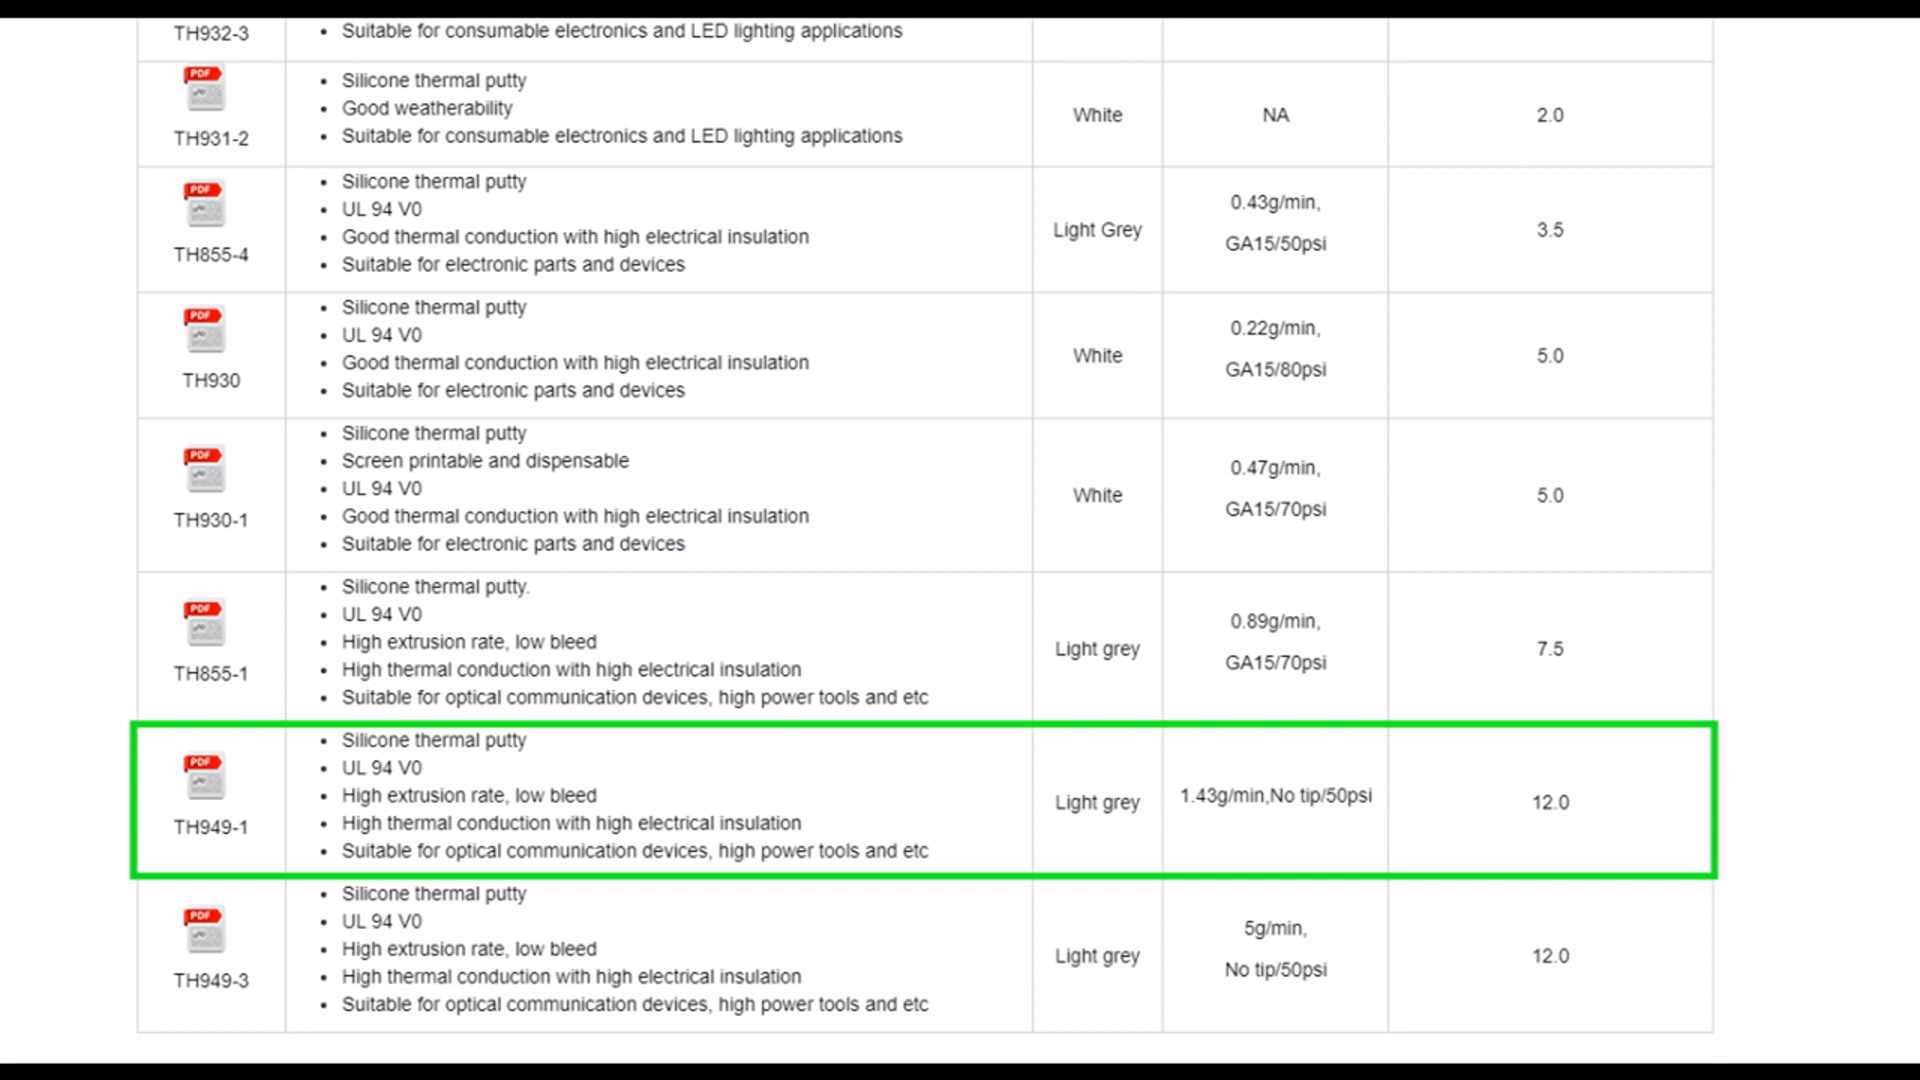 TH932-3
Suitable for consumable electronics and LED lighting applications
PDF
TH931-2
Silicone thermal putty
Good weatherability
Suitable for consumable electronics and LED lighting applications
White
NA
2.0
PDF
TH855-4
Silicone thermal putty
UL 94 V0
Good thermal conduction with high electrical insulation
Suitable for electronic parts and devices
Light Grey
0.43g/min,
GA15/50psi
3.5
PDF
TH930
Silicone thermal putty
UL 94 V0
Good thermal conduction with high electrical insulation
Suitable for electronic parts and devices
White
0.22g/min,
GA15/80psi
5.0
PDF
TH930-1
Silicone thermal putty
Screen printable and dispensable
UL 94 V0
Good thermal conduction with high electrical insulation
Suitable for electronic parts and devices
White
0.47g/min,
GA15/70psi
5.0
PDF
TH855-1
Silicone thermal putty.
UL 94 V0
High extrusion rate, low bleed
High thermal conduction with high electrical insulation
Suitable for optical communication devices, high power tools and etc
Light grey
0.89g/min,
GA15/70psi
7.5
PDF
TH949-1
Silicone thermal putty
UL 94 V0
High extrusion rate, low bleed
High thermal conduction with high electrical insulation
Suitable for optical communication devices, high power tools and etc
Light grey
1.43g/min,No tip/50psi
12.0
PDF
TH949-3
Silicone thermal putty
UL 94 V0
High extrusion rate, low bleed
High thermal conduction with high electrical insulation
Suitable for optical communication devices, high power tools and etc
Light grey
5g/min,
No tip/50psi
12.0